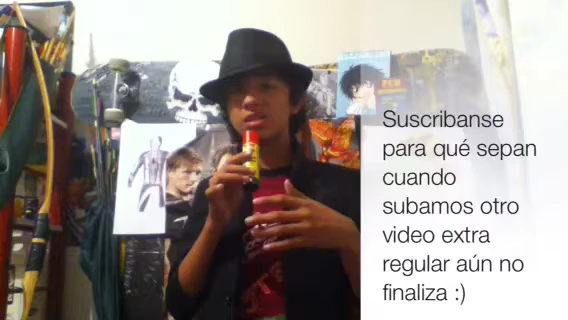 Suscribanse
para qué sepan
cuando
subamos otro
video extra
regular aún no
finaliza :)